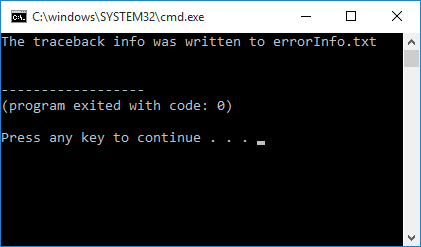 C:\windows\SYSTEM32\cmd.exe
The traceback info was written to errorInfo.txt
------------------
(program exited with code: 0)
Press any key to continue . . .